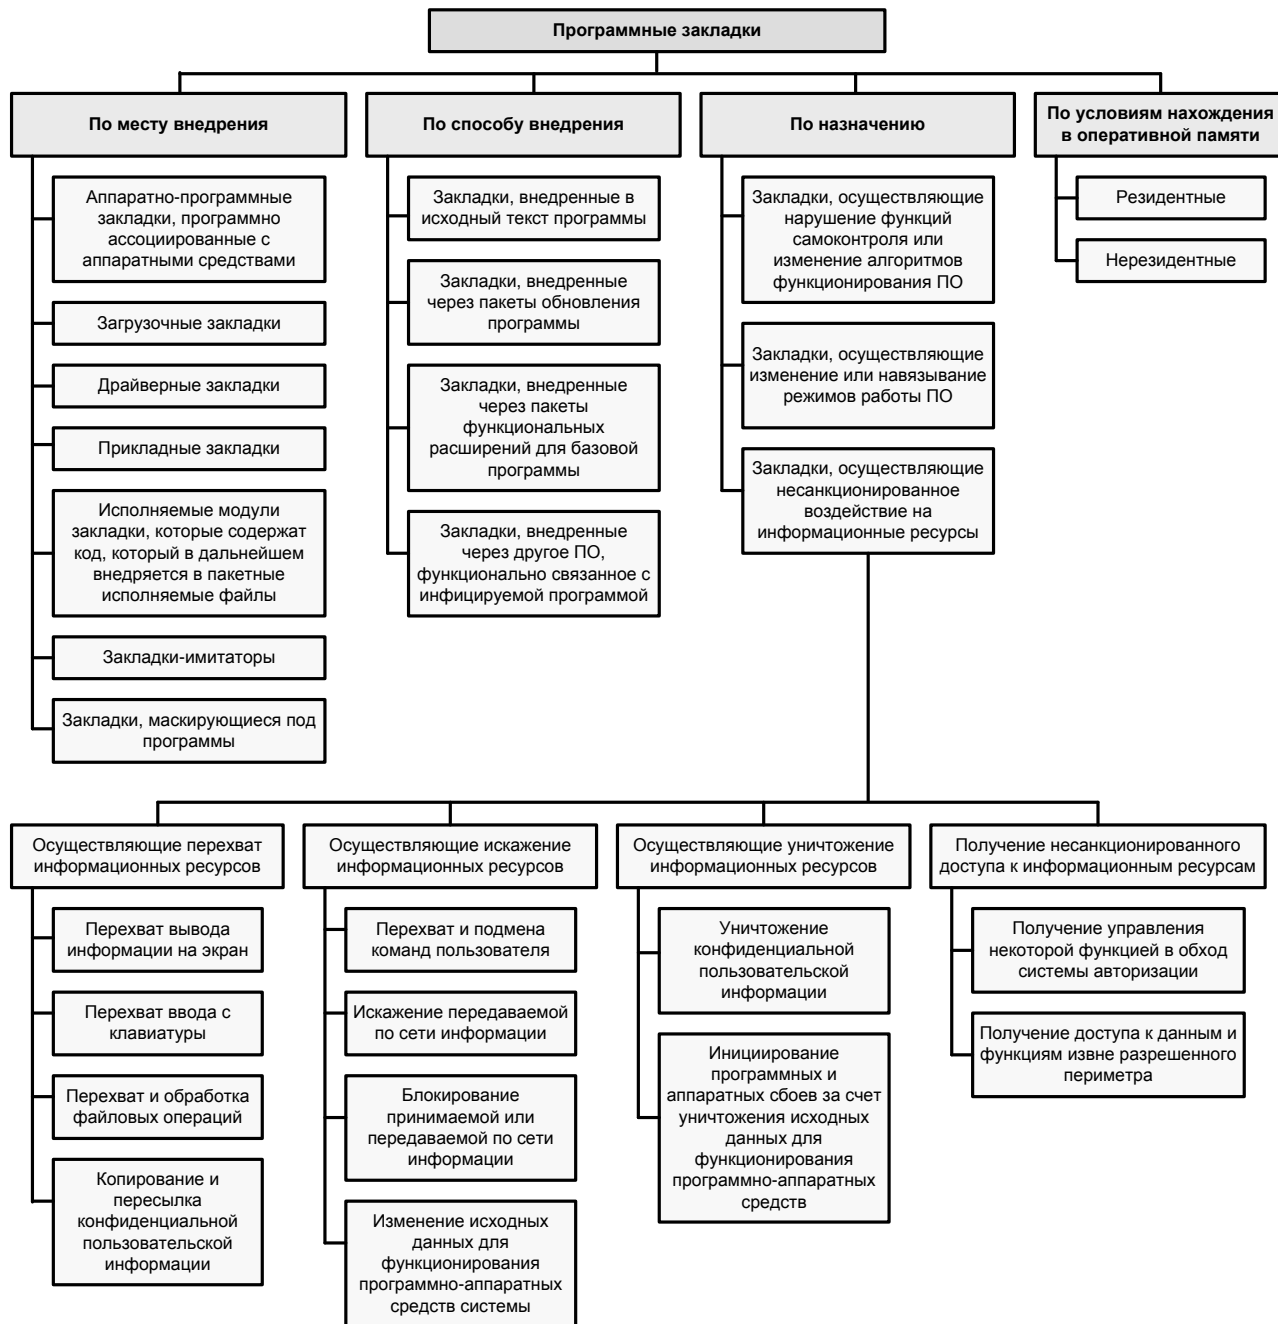 Программные закладки
По месту внедрения
Аппаратно-программные
закладки, программно
ассоциированные с
аппаратными средствами
Загрузочные закладки
Драйверные закладки
Прикладные закладки
Исполняемые модули
закладки, которые содержат
код, который в дальнейшем
внедряется в пакетные
исполняемые файлы
Закладки-имитаторы
Закладки, маскирующиеся под
программы
По способу внедрения
Закладки, внедренные в
исходный текст программы
Закладки, внедренные
через пакеты обновления
программы
Закладки, внедренные
через пакеты
функциональных
расширений для базовой
программы
Закладки, внедренные
через другое ПО,
функционально связанное с
инфицируемой программой
По назначению
Закладки, осуществляющие
нарушение функций
самоконтроля или
изменение алгоритмов
функционирования ПО
Закладки, осуществляющие
изменение или навязывание
режимов работы ПО
Закладки, осуществляющие
несанкционированное
воздействие на
информационные ресурсы
По условиям нахождения
в оперативной памяти
Резидентные
Нерезидентные
Осуществляющие перехват
информационных ресурсов
Перехват вывода
информации на экран
Перехват ввода с
клавиатуры
Перехват и обработка
файловых операций
Копирование и
пересылка
конфиденциальной
пользовательской
информации
Осуществляющие искажение
информационных ресурсов
Перехват и подмена
команд пользователя
Искажение передаваемой
по сети информации
Блокирование
принимаемой или
передаваемой по сети
информации
Изменение исходных
данных для
функционирования
программно-аппаратных
средств системы
Осуществляющие уничтожение
информационных ресурсов
Уничтожение
конфиденциальной
пользовательской
информации
Инициирование
программных и
аппаратных сбоев за счет
уничтожения исходных
данных для
функционирования
программно-аппаратных
средств
Получение несанкционированного
доступа к информационным ресурсам
Получение управления
некоторой функцией в обход
системы авторизации
Получение доступа к данным и
функциям извне разрешенного
периметра